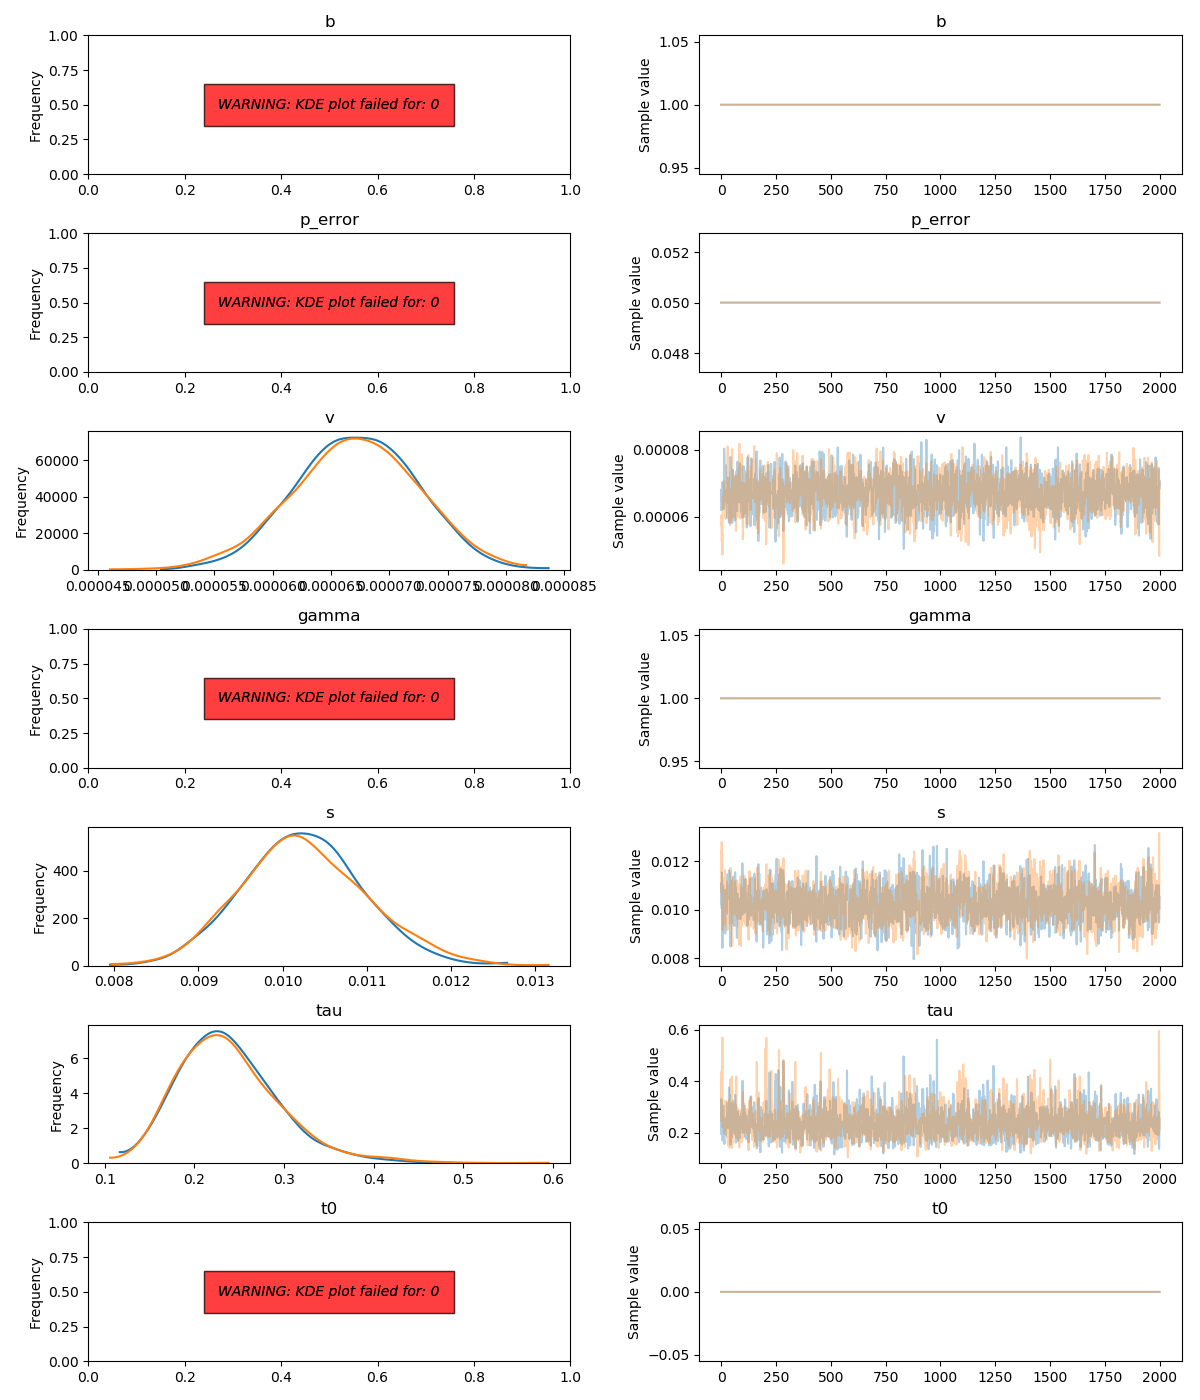 b
1.00
0.75
0.50
0.25
0.00
Frequency
WARNING: KDE plot failed for: 0
0.0 0.2 0.4 0.6 0.8 1.0
b
1.05
1.00
0.95
Sample value
0 250 500 750 1000 1250 1500 1750 2000
p_error
1.00
0.75
0.50
0.25
0.00
Frequency
WARNING: KDE plot failed for: 0
0.0 0.2 0.4 0.6 0.8 1.0
p_error
0.052
0.050
0.048
Sample value
0 250 500 750 1000 1250 1500 1750 2000
v
60000
40000
20000
0
Frequency
0.000045 0.000050 0.000055 0.000060 0.000065 0.000070 0.000075 0.000080 0.000085
v
0.00008
0.00006
Sample value
0 250 500 750 1000 1250 1500 1750 2000
gamma
1.00
0.75
0.50
0.25
0.00
Frequency
WARNING: KDE plot failed for: 0
0.0 0.2 0.4 0.6 0.8 1.0
gamma
1.05
1.00
0.95
Sample value
0 250 500 750 1000 1250 1500 1750 2000
s
400
200
0
Frequency
0.008 0.009 0.010 0.011 0.012 0.013
s
0.012
0.010
0.008
Sample value
0 250 500 750 1000 1250 1500 1750 2000
tau
6
4
2
0
Frequency
0.1 0.2 0.3 0.4 0.5 0.6
tau
0.6
0.4
0.2
Sample value
0 250 500 750 1000 1250 1500 1750 2000
t0
1.00
0.75
0.50
0.25
0.00
Frequency
WARNING: KDE plot failed for: 0
0.0 0.2 0.4 0.6 0.8 1.0
t0
0.05
0.00
−0.05
Sample value
0 250 500 750 1000 1250 1500 1750 2000